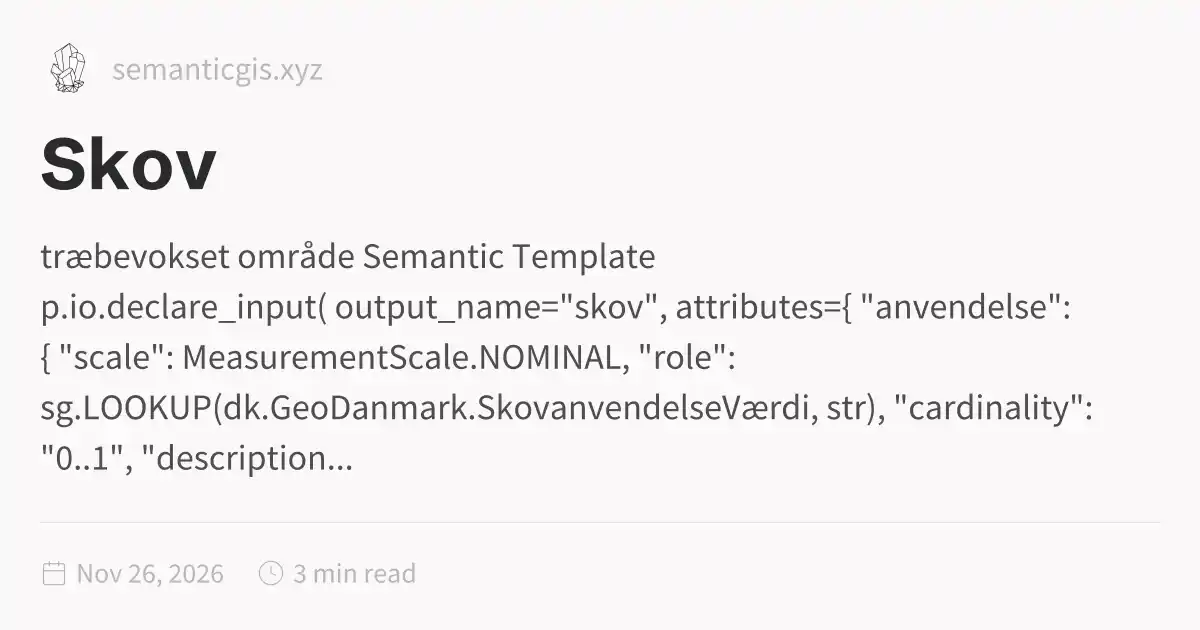 semanticgis.xyz
Skov
træbevokset område Semantic Template
p.io.declare_input( output_name="skov", attributes={ "anvendelse":
{ "scale": MeasurementScale.NOMINAL, "role":
sg.LOOKUP(dk.GeoDanmark.SkovanvendelseVærdi, str), "cardinality":
"0..1", "description...
Nov 26, 2026 3 min read